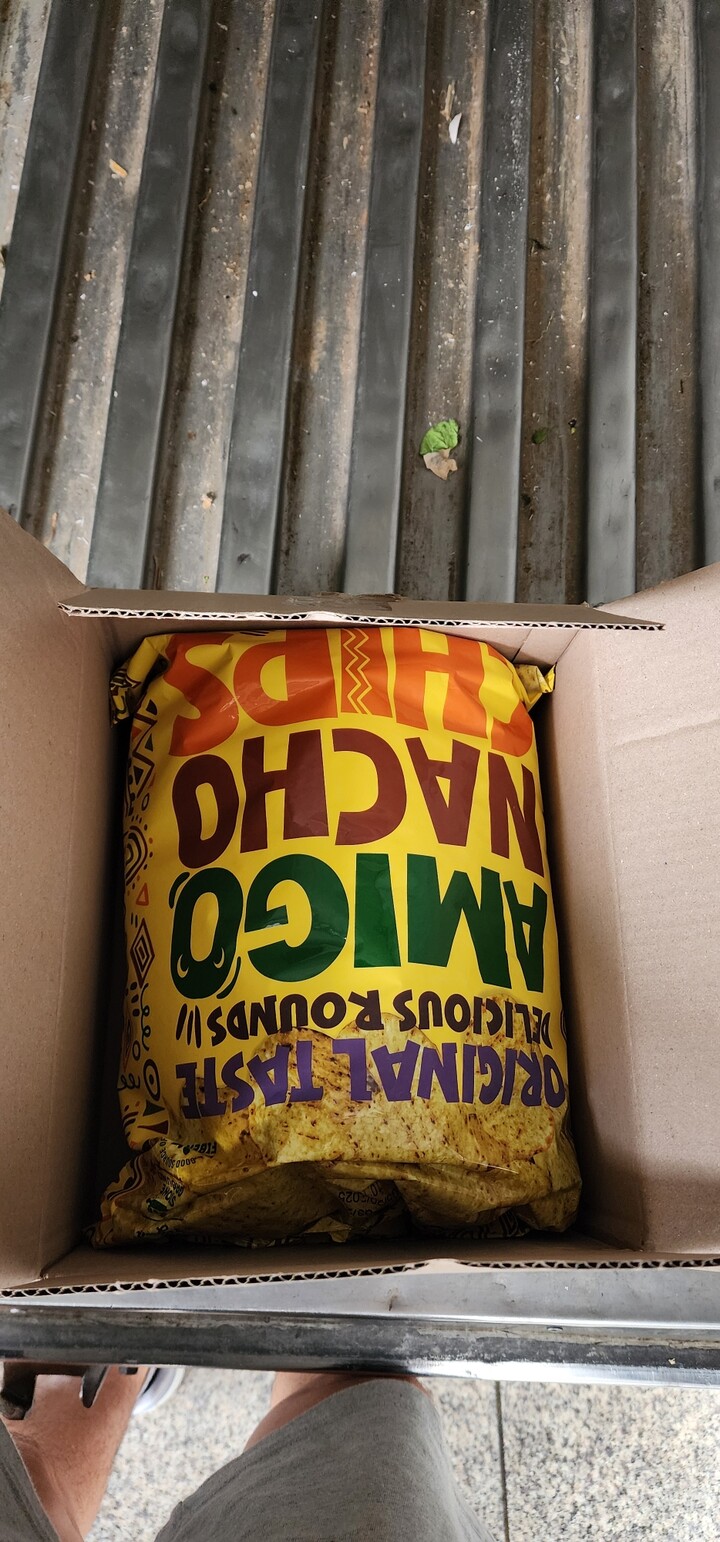 ORIGINAL TASTE
DELICIOUS ROUNDS
AMIGO
NACHO
CHIPS